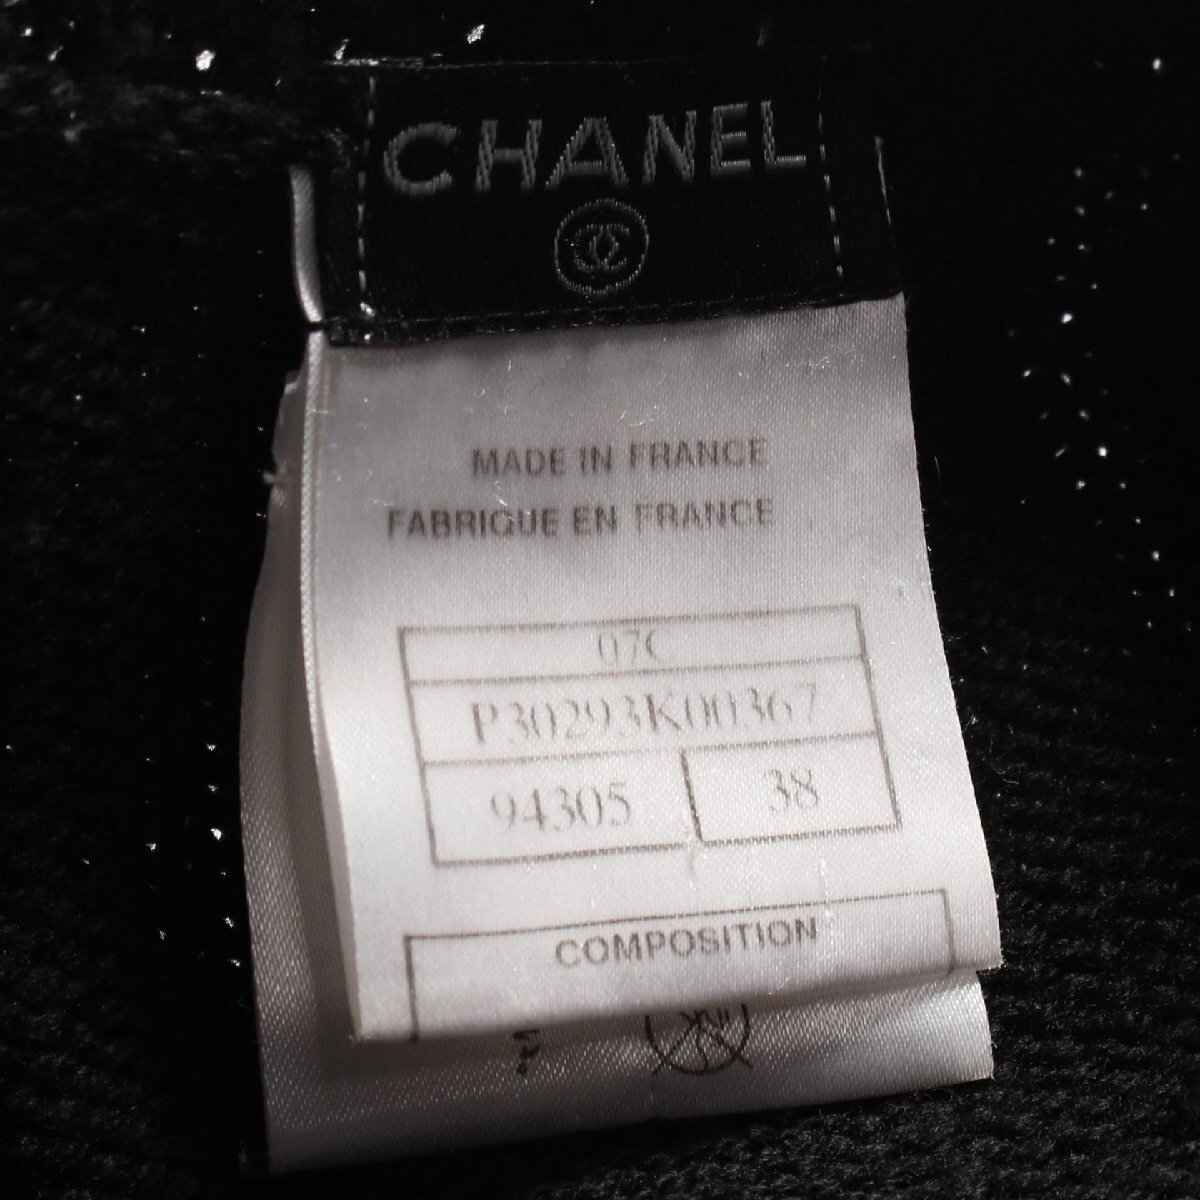 CHANEL
MADE IN FRANCE
FABRIQUE EN FRANCE
07C
P30293K00367
94305 38
COMPOSITION